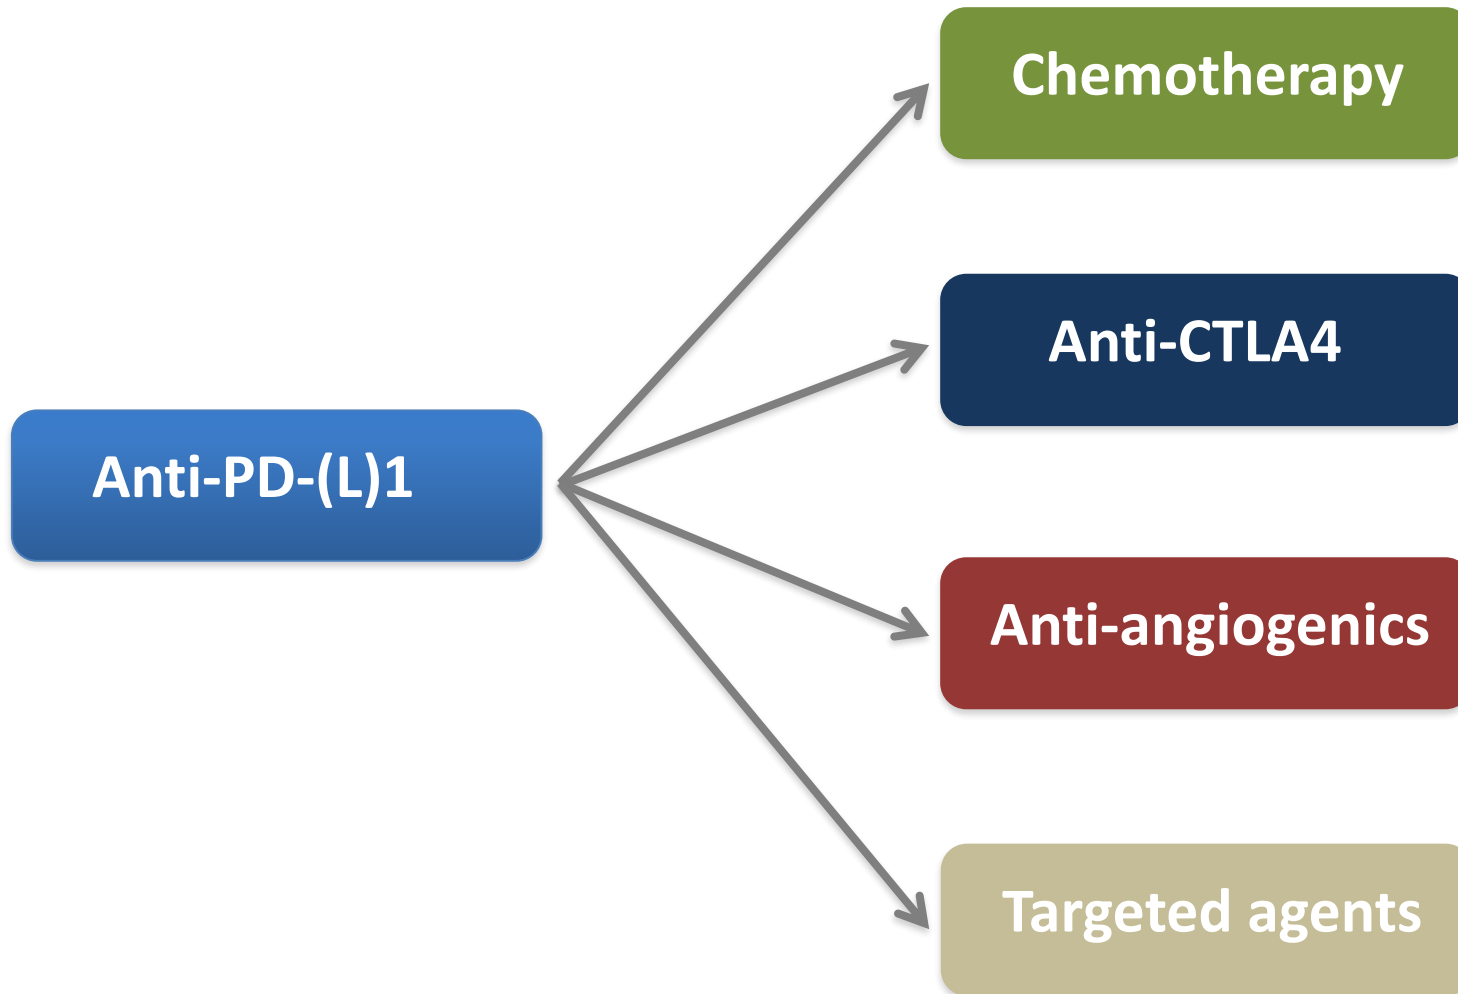 Chemotherapy
Anti-CTLA4
Anti-PD-(L)1
Anti-angiogenics
Targeted agents